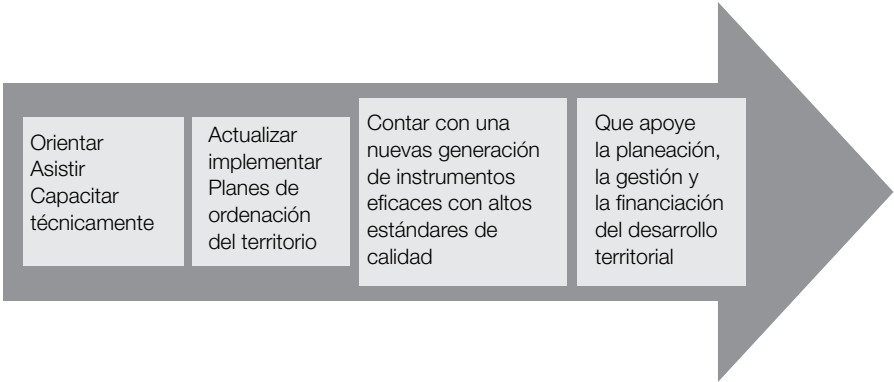 Orientar
Asistir
Capacitar
técnicamente
Actualizar
implementar
Planes de
ordenación
del territorio
Contar con una
nuevas generación
de instrumentos
eficaces con altos
estándares de
calidad
Que apoye
la planeación,
la gestión y
la financiación
del desarrollo
territorial